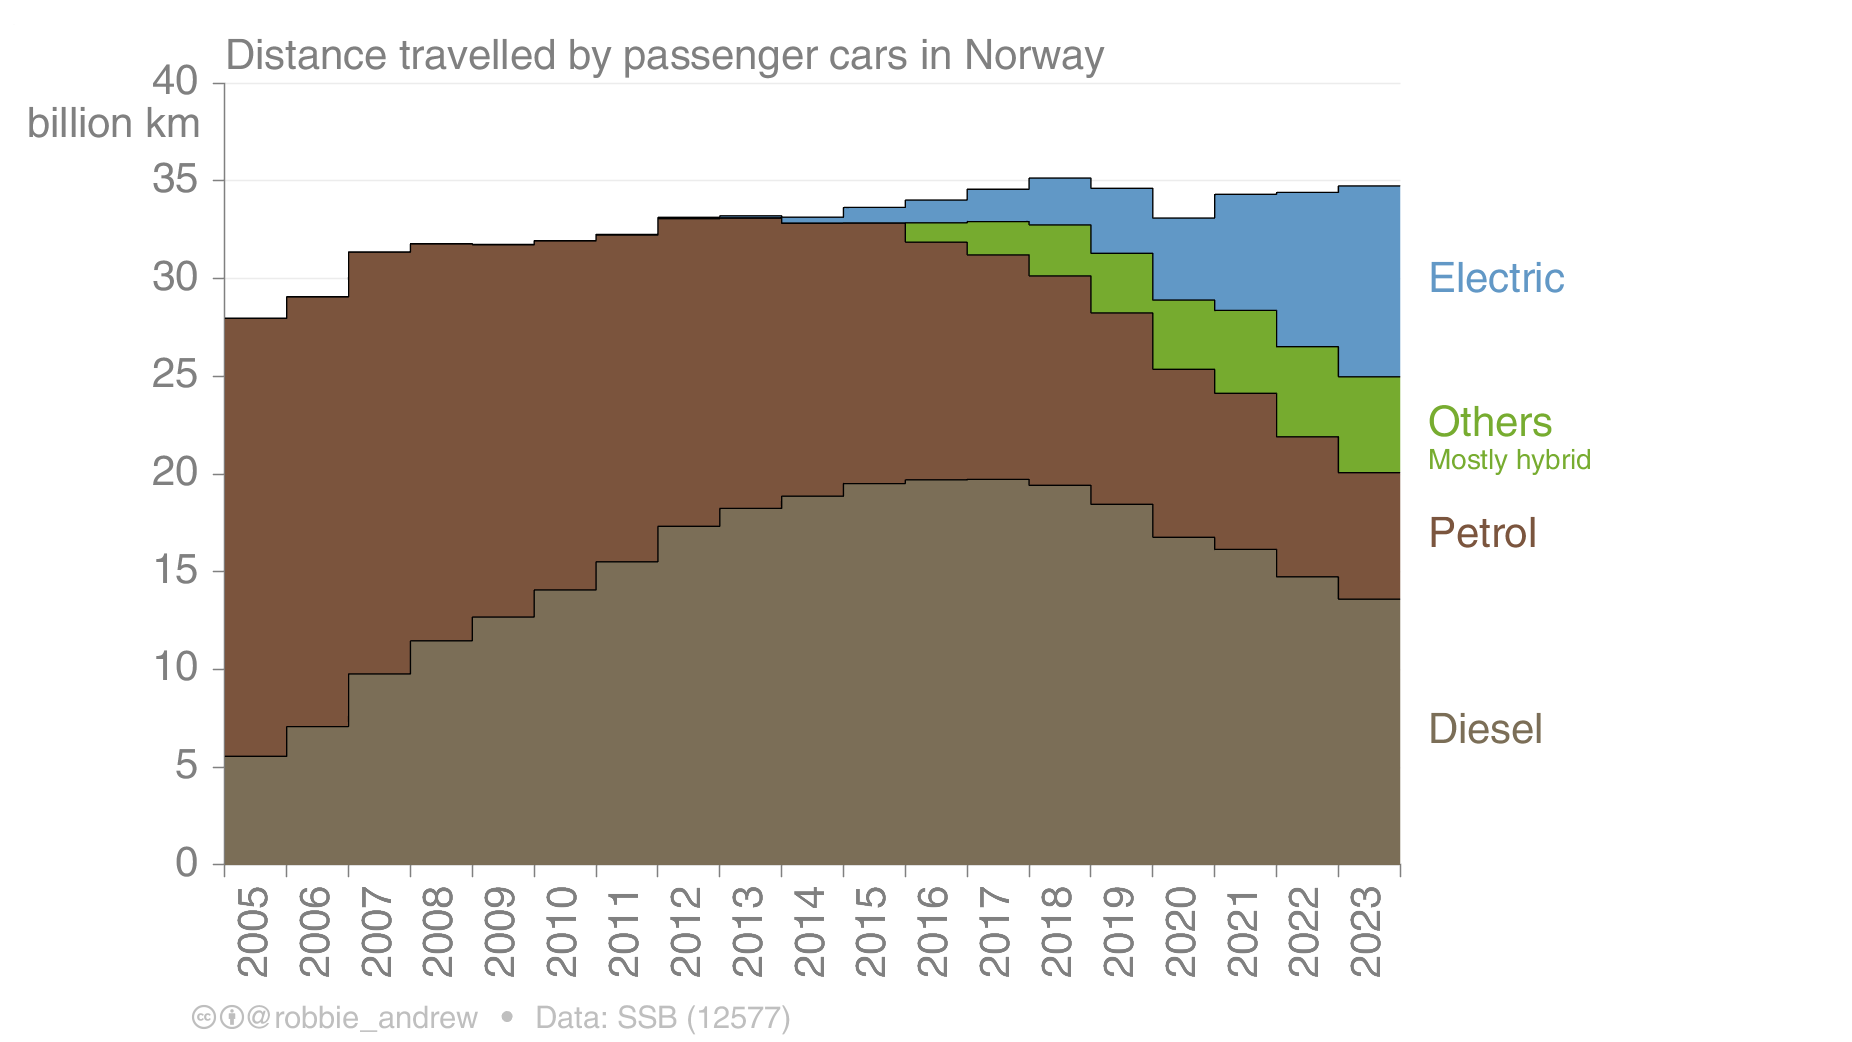 Distance travelled by passenger cars in Norway
40
billion km
35
30
25
20
15
10
5
0
Electric
Others
Mostly hybrid
Petrol
Diesel
2005 2006 2007 2008 2009 2010 2011 2012 2013 2014 2015 2016 2017 2018 2019 2020 2021 2022 2023
@robbie_andrew • Data: SSB (12577)